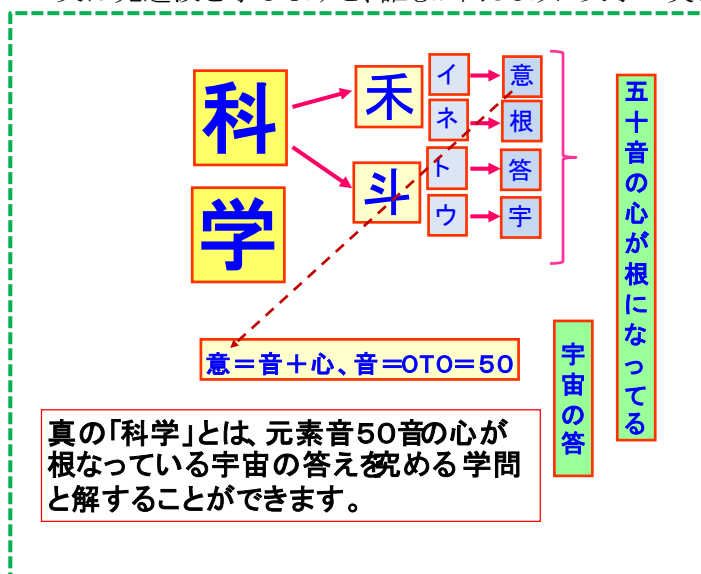 科
学
禾
斗
イ
ネ
ト
ウ
意
根
答
宇
五十音の心が根になってる
宇宙の答
意＝音＋心、音＝OTO＝50
真の「科学」とは、元素音50音の心が
根なっている宇宙の答えを究める学問
と解することができます。